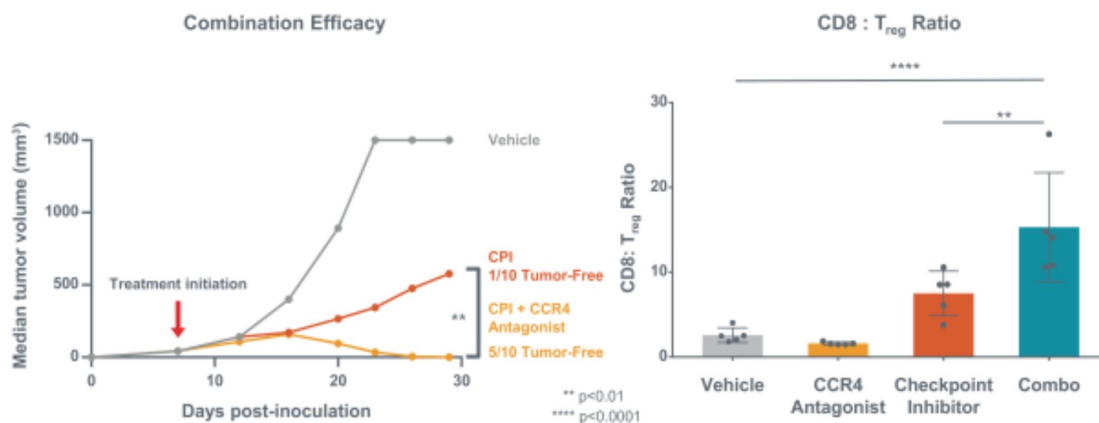 Combination Efficacy
Median tumor volume (mm³)
1500
1000
500
0
0
10
20
30
Days post-inoculation
Treatment initiation
Vehicle
CPI
1/10 Tumor-Free
**
CPI + CCR4
Antagonist
5/10 Tumor-Free
** p<0.01
**** p<0.0001
CD8 : Treg Ratio
****
**
CD8: Treg Ratio
30
20
10
0
Vehicle
CCR4
Antagonist
Checkpoint
Inhibitor
Combo